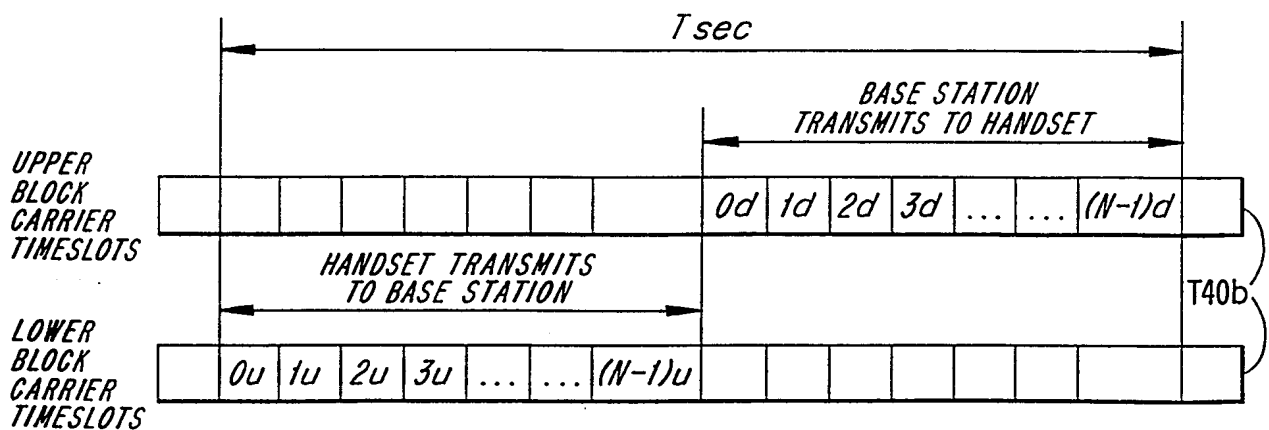 T sec
BASE STATION
TRANSMITS TO HANDSET
UPPER
BLOCK
CARRIER
TIMESLOTS
0d 1d 2d 3d ... ... (N-1)d
HANDSET TRANSMITS
TO BASE STATION
T40b
LOWER
BLOCK
CARRIER
TIMESLOTS
0u 1u 2u 3u ... ... (N-1)u